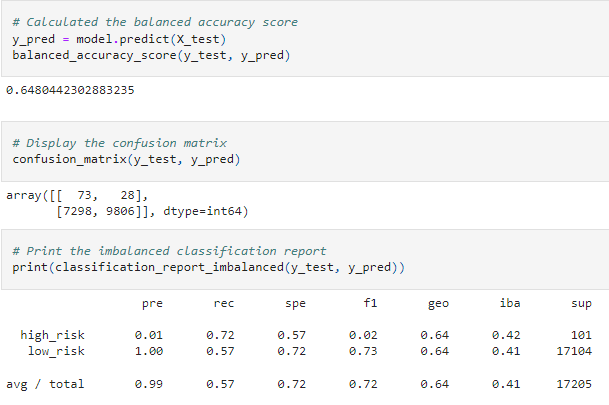 # Calculated the balanced accuracy score
y_pred = model.predict(X_test)
balanced_accuracy_score(y_test, y_pred)
0.6480442302883235
# Display the confusion matrix
confusion_matrix(y_test, y_pred)
array([[  73,   28],
       [7298, 9806]], dtype=int64)
# Print the imbalanced classification report
print(classification_report_imbalanced(y_test, y_pred))
pre rec spe f1 geo iba sup
high_risk 0.01 0.72 0.57 0.02 0.64 0.42 101
low_risk 1.00 0.57 0.72 0.73 0.64 0.41 17104
avg / total 0.99 0.57 0.72 0.72 0.64 0.41 17205